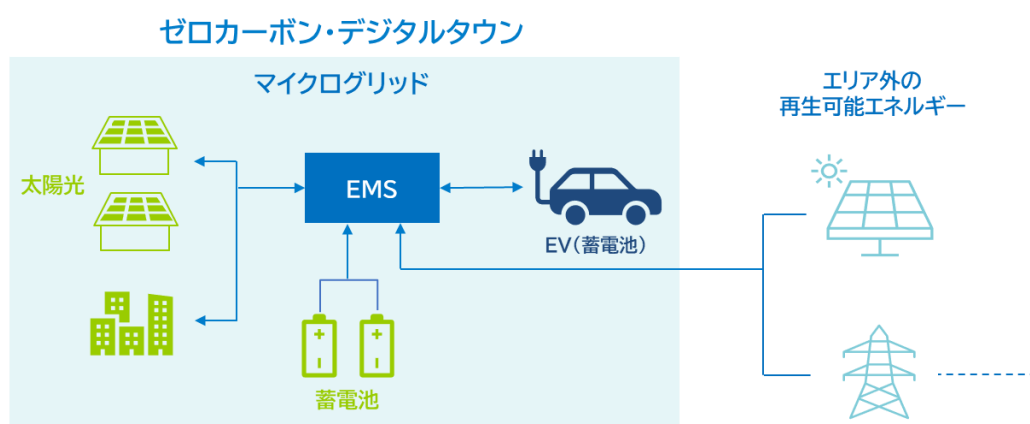 ゼロカーボン・デジタルタウン
マイクログリッド
エリア外の
再生可能エネルギー
太陽光
EMS
EV(蓄電池)
蓄電池